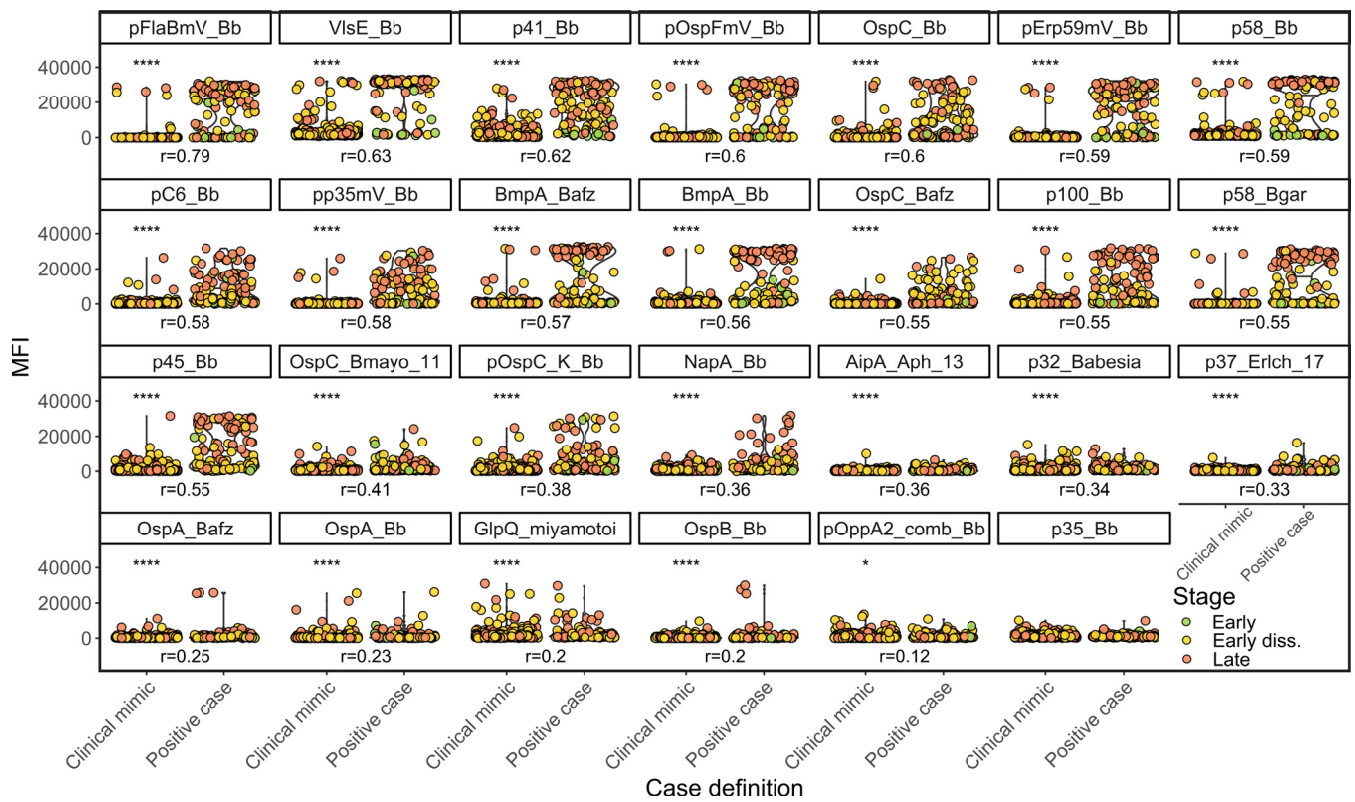 pFlaBmV_Bb VlsE_Bb p41_Bb pOspFmV_Bb OspC_Bb pErp59mV_Bb p58_Bb
**** **** **** **** **** **** ****
40000
20000
0
r=0.79 r=0.63 r=0.62 r=0.6 r=0.6 r=0.59 r=0.59
pC6_Bb pp35mV_Bb BmpA_Bafz BmpA_Bb OspC_Bafz p100_Bb p58_Bgar
**** **** **** **** **** **** ****
40000
20000
0
r=0.58 r=0.58 r=0.57 r=0.56 r=0.55 r=0.55 r=0.55
MFI
p45_Bb OspC_Bmayo_11 pOspC_K_Bb NapA_Bb AipA_Aph_13 p32_Babesia p37_Erlch_17
**** **** **** **** **** **** ****
40000
20000
0
r=0.55 r=0.41 r=0.38 r=0.36 r=0.36 r=0.34 r=0.33
OspA_Bafz OspA_Bb GlpQ_miyamotoi OspB_Bb pOppA2_comb_Bb p35_Bb
**** **** **** **** *
40000
20000
0
r=0.25 r=0.23 r=0.2 r=0.2 r=0.12
Clinical mimic Positive case
Stage
Early
Early diss.
Late
Clinical mimic Positive case Clinical mimic Positive case Clinical mimic Positive case Clinical mimic Positive case Clinical mimic Positive case Clinical mimic Positive case
Case definition